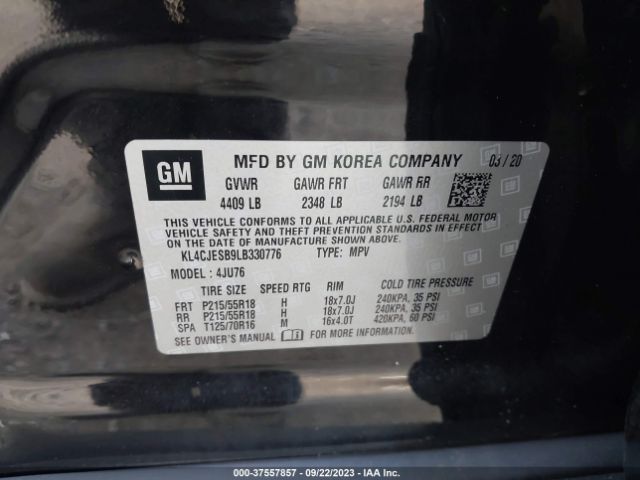 GM
MFD BY GM KOREA COMPANY 03/20
GVWR GAWR FRT GAWR RR
4409 LB 2348 LB 2194 LB
THIS VEHICLE CONFORMS TO ALL APPLICABLE U.S. FEDERAL MOTOR
VEHICLE SAFETY, BUMPER, AND THEFT PREVENTION STANDARDS IN EFFECT
ON THE DATE OF MANUFACTURE SHOWN ABOVE.
KL4CJESB9LB330776 TYPE: MPV
MODEL: 4JU76
TIRE SIZE SPEED RTG RIM COLD TIRE PRESSURE
FRT P215/55R18 H 18x7.0J 240KPA, 35 PSI
RR P215/55R18 H 18x7.0J 240KPA, 35 PSI
SPA T125/70R16 M 16x4.0T 420KPA, 60 PSI
SEE OWNER'S MANUAL FOR MORE INFORMATION.
000-37557857 - 09/22/2023 - IAA Inc.